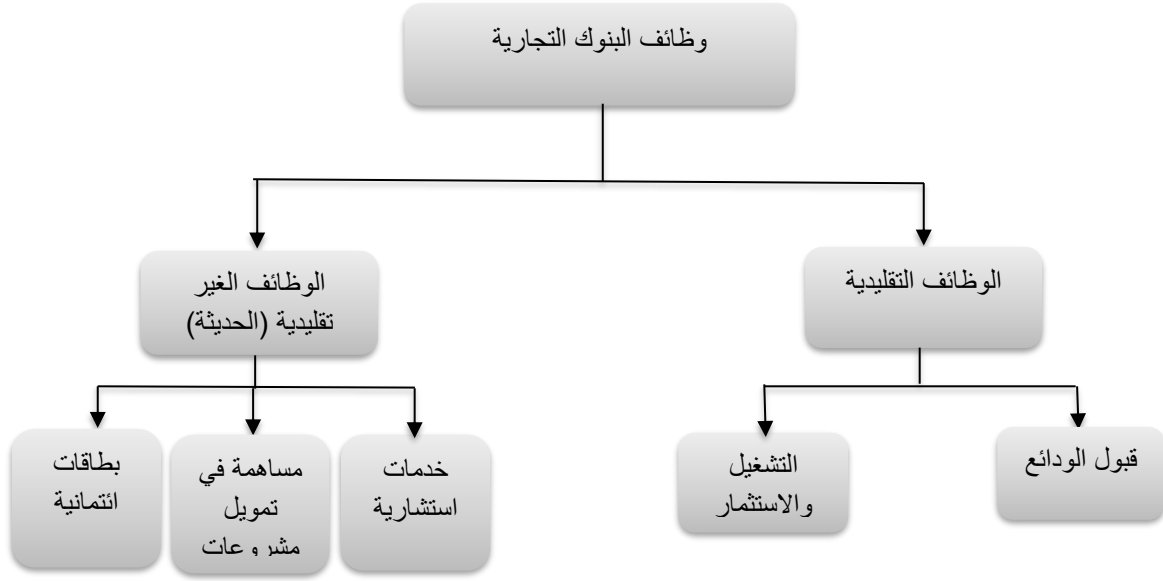 وظائف البنوك التجارية
الوظائف التقليدية
الوظائف الغير
تقليدية (الحديثة)
قبول الودائع
التشغيل
والاستثمار
خدمات
استشارية
مساهمة في
تمويل
مشروعات
بطاقات
ائتمانية